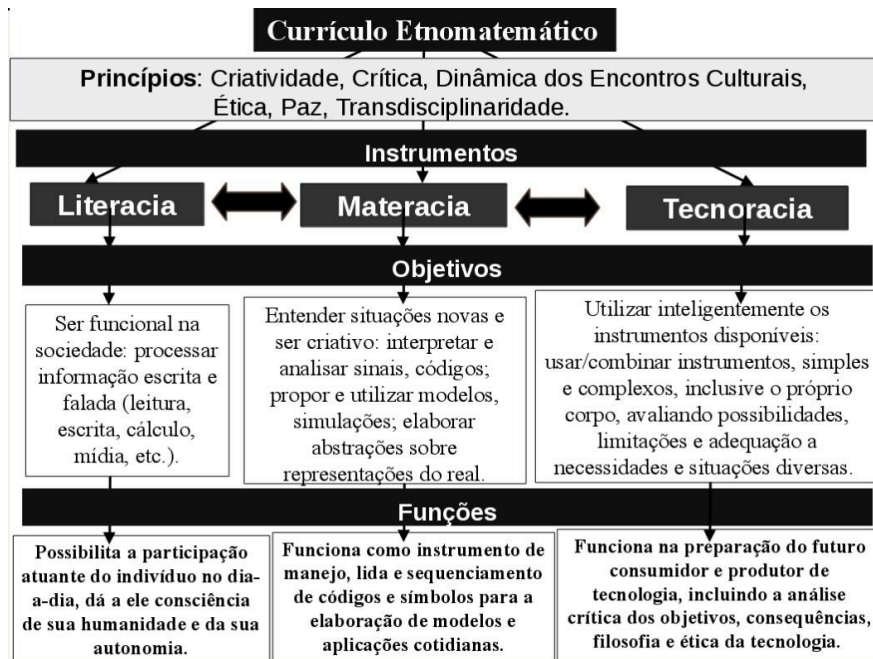 Currículo Etnomatemático
Princípios: Criatividade, Crítica, Dinâmica dos Encontros Culturais,
Ética, Paz, Transdisciplinaridade.
Instrumentos
Literacia
Materacia
Tecnoracia
Objetivos
Ser funcional na
sociedade: processar
informação escrita e
falada (leitura,
escrita, cálculo,
mídia, etc.).
Entender situações novas e
ser criativo: interpretar e
analisar sinais, códigos;
propor e utilizar modelos,
simulações; elaborar
abstrações sobre
representações do real.
Utilizar inteligentemente os
instrumentos disponíveis:
usar/combinar instrumentos, simples
e complexos, inclusive o próprio
corpo, avaliando possibilidades,
limitações e adequação a
necessidades e situações diversas.
Funções
Possibilita a participação
atuante do indivíduo no dia-
a-dia, dá a ele consciência
de sua humanidade e da sua
autonomia.
Funciona como instrumento de
manejo, lida e sequenciamento
de códigos e símbolos para a
elaboração de modelos e
aplicações cotidianas.
Funciona na preparação do futuro
consumidor e produtor de
tecnologia, incluindo a análise
crítica dos objetivos, consequências,
filosofia e ética da tecnologia.